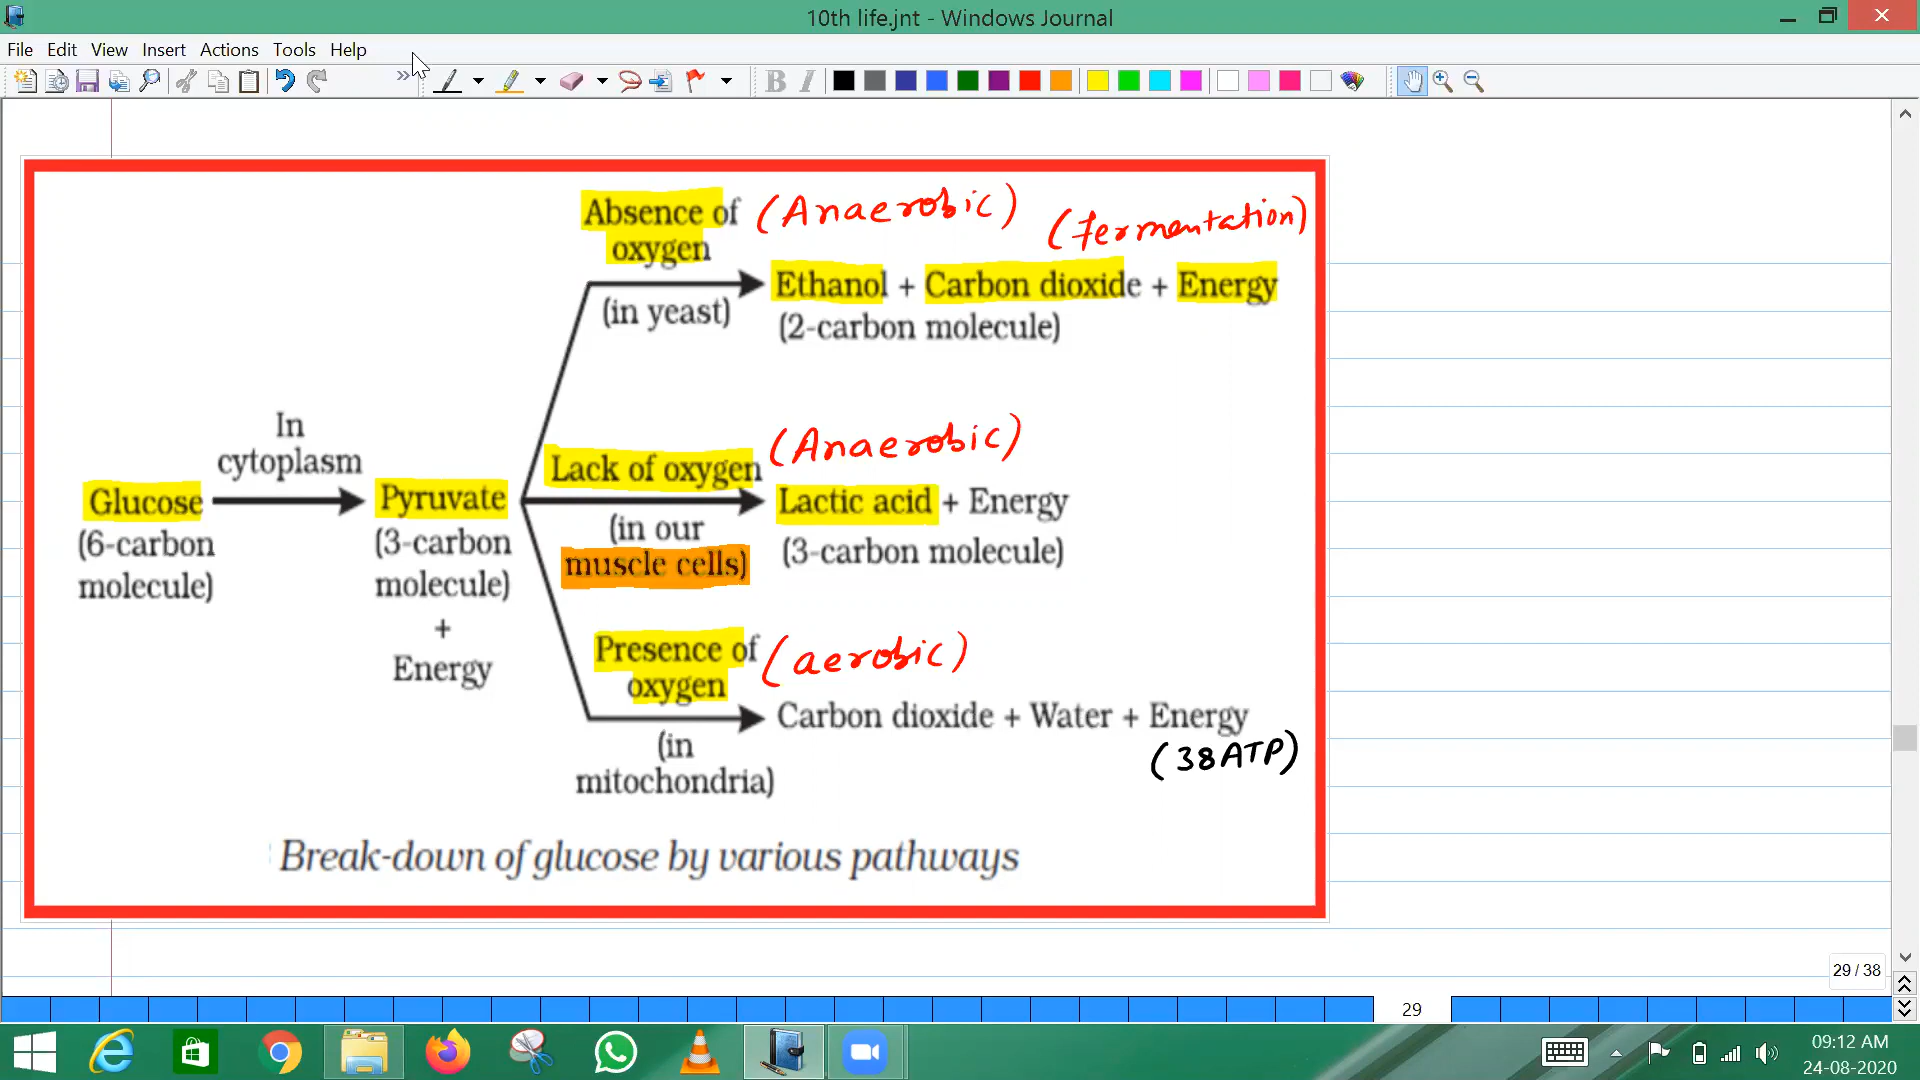 10th life.jnt - Windows Journal
File Edit View Insert Actions Tools Help
B I
Absence of (Anaerobic)
oxygen (fermentation)
Ethanol + Carbon dioxide + Energy
(in yeast)
(2-carbon molecule)
In
cytoplasm
Lack of oxygen (Anaerobic)
Glucose Pyruvate
Lactic acid + Energy
(6-carbon
molecule)
(3-carbon
molecule)
+
Energy
(in our
muscle cells)
(3-carbon molecule)
Presence of (aerobic)
oxygen
Carbon dioxide + Water + Energy
(38ATP)
(in
mitochondria)
Break-down of glucose by various pathways
29 / 38
29
09:12 AM
24-08-2020